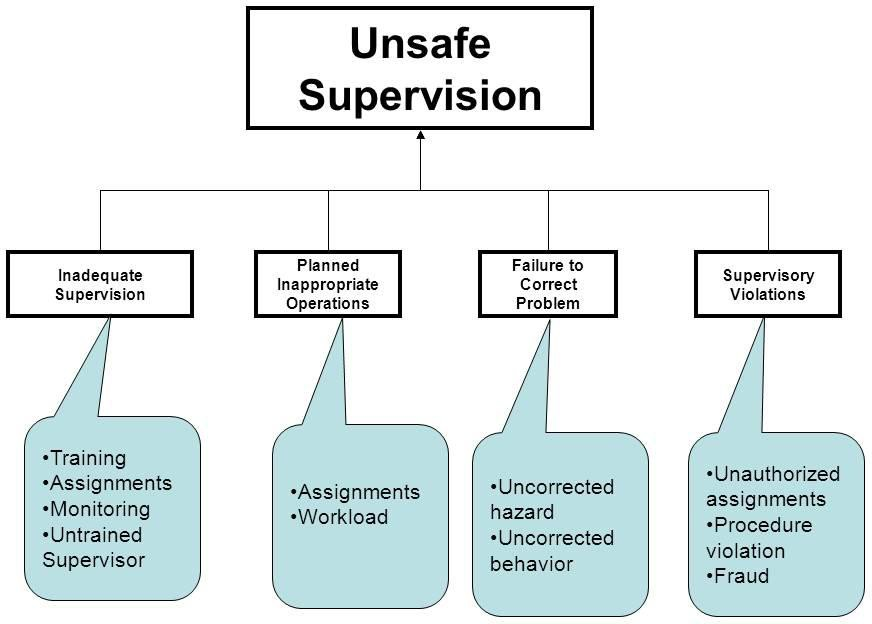 Unsafe
Supervision
Inadequate
Supervision
Planned
Inappropriate
Operations
Failure to
Correct
Problem
Supervisory
Violations
•Training
•Assignments
•Monitoring
•Untrained
Supervisor
•Assignments
•Workload
•Uncorrected
hazard
•Uncorrected
behavior
•Unauthorized
assignments
•Procedure
violation
•Fraud